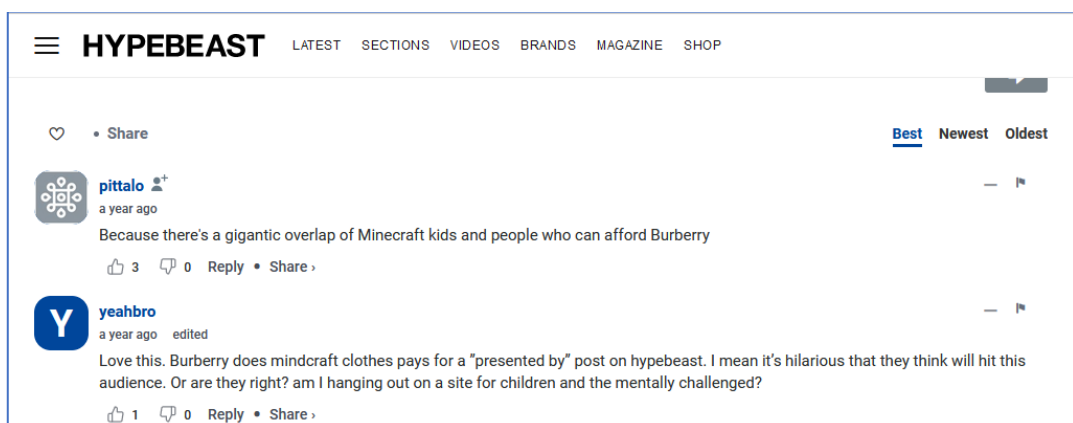 HYPEBEAST LATEST SECTIONS VIDEOS BRANDS MAGAZINE SHOP
• Share Best Newest Oldest
pittalo
a year ago
Because there's a gigantic overlap of Minecraft kids and people who can afford Burberry
3 0 Reply • Share ›
Y yeahbro
a year ago edited
Love this. Burberry does mindcraft clothes pays for a "presented by" post on hypebeast. I mean it's hilarious that they think will hit this
audience. Or are they right? am I hanging out on a site for children and the mentally challenged?
1 0 Reply • Share ›